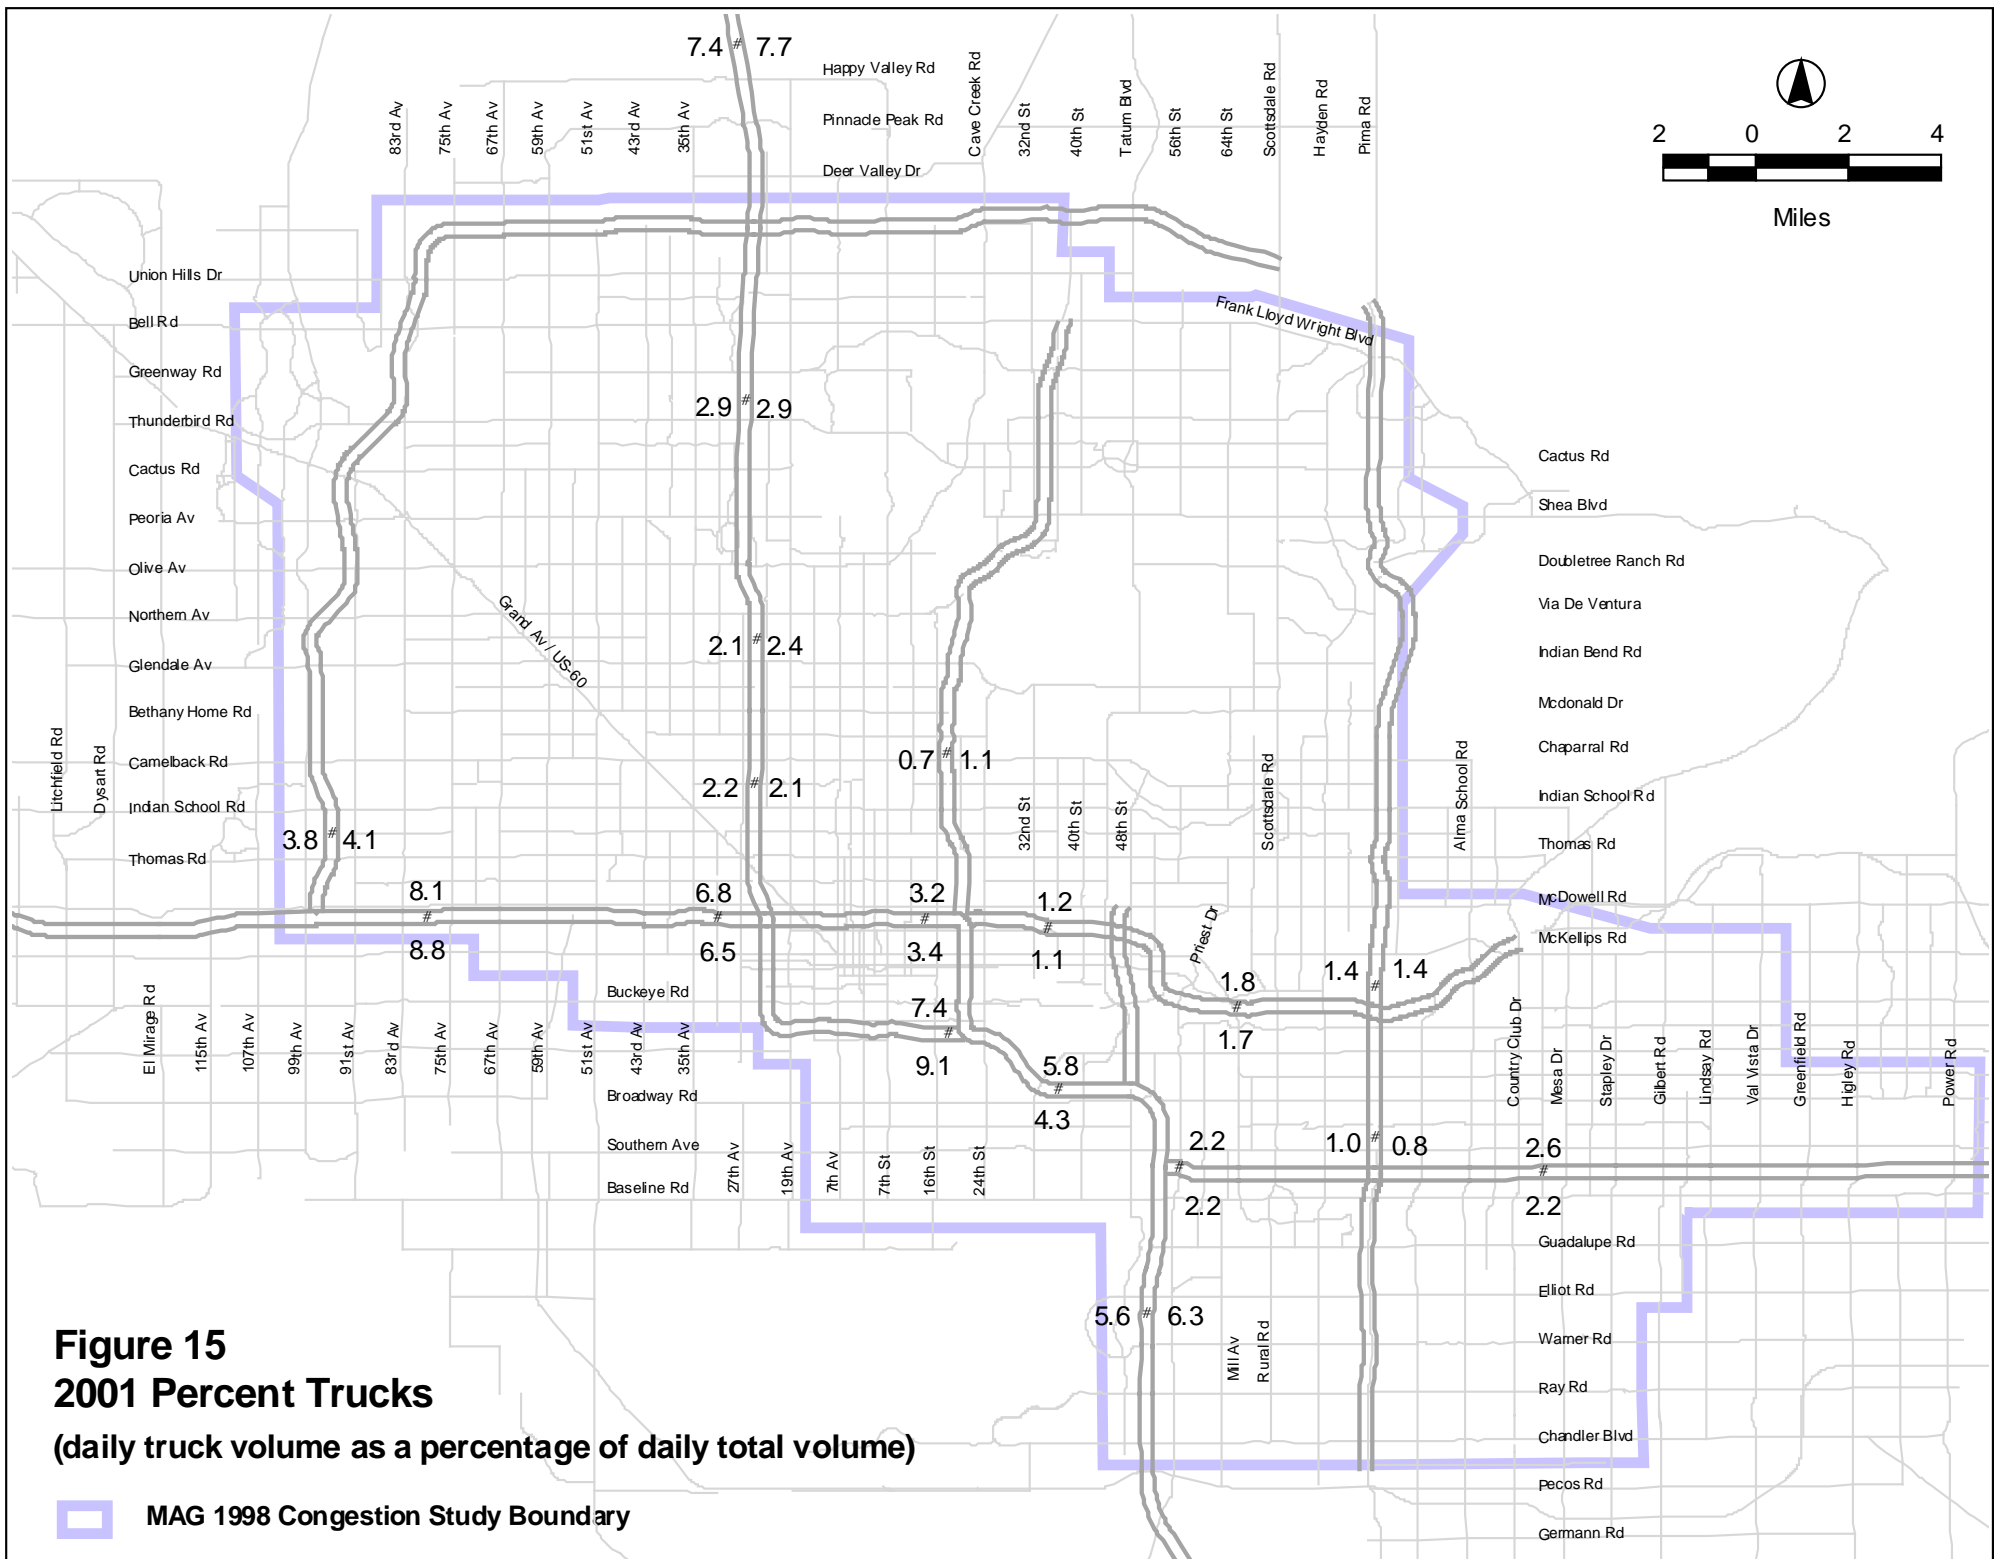 7.4 # 7.7
Happy Valley Rd
Pinnacle Peak Rd
Deer Valley Dr
83rd Av
75th Av
67th Av
59th Av
51st Av
43rd Av
35th Av
Cave Creek Rd
32nd St
40th St
Tatum Blvd
56th St
64th St
Scottsdale Rd
Hayden Rd
Pima Rd
2 0 2 4
Miles
Union Hills Dr
Bell Rd
Greenway Rd
Thunderbird Rd
Cactus Rd
Peoria Av
Olive Av
Northern Av
Glendale Av
Bethany Home Rd
Camelback Rd
Indian School Rd
Thomas Rd
Litchfield Rd
Dysart Rd
Frank Lloyd Wright Blvd
Grand Av / US-60
2.9 # 2.9
2.1 # 2.4
2.2 # 2.1
0.7 # 1.1
3.8 # 4.1
Cactus Rd
Shea Blvd
Doubletree Ranch Rd
Via De Ventura
Indian Bend Rd
Mcdonald Dr
Chaparral Rd
Indian School Rd
Thomas Rd
McDowell Rd
McKellips Rd
32nd St
40th St
48th St
Scottsdale Rd
Alma School Rd
Priest Dr
8.1
#
8.8
6.8
#
6.5
3.2
#
3.4
1.2
#
1.1
1.8
#
1.7
1.4 # 1.4
7.4
#
9.1
5.8
#
4.3
2.2
#
2.2
1.0 # 0.8
2.6
#
2.2
5.6 # 6.3
El Mirage Rd
115th Av
107th Av
99th Av
91st Av
83rd Av
75th Av
67th Av
59th Av
51st Av
43rd Av
35th Av
Buckeye Rd
Broadway Rd
Southern Ave
Baseline Rd
27th Av
19th Av
7th Av
7th St
16th St
24th St
Country Club Dr
Mesa Dr
Stapley Dr
Gilbert Rd
Lindsay Rd
Val Vista Dr
Greenfield Rd
Higley Rd
Power Rd
Mill Av
Rural Rd
Guadalupe Rd
Elliot Rd
Warner Rd
Ray Rd
Chandler Blvd
Pecos Rd
Germann Rd
Figure 15
2001 Percent Trucks
(daily truck volume as a percentage of daily total volume)
MAG 1998 Congestion Study Boundary